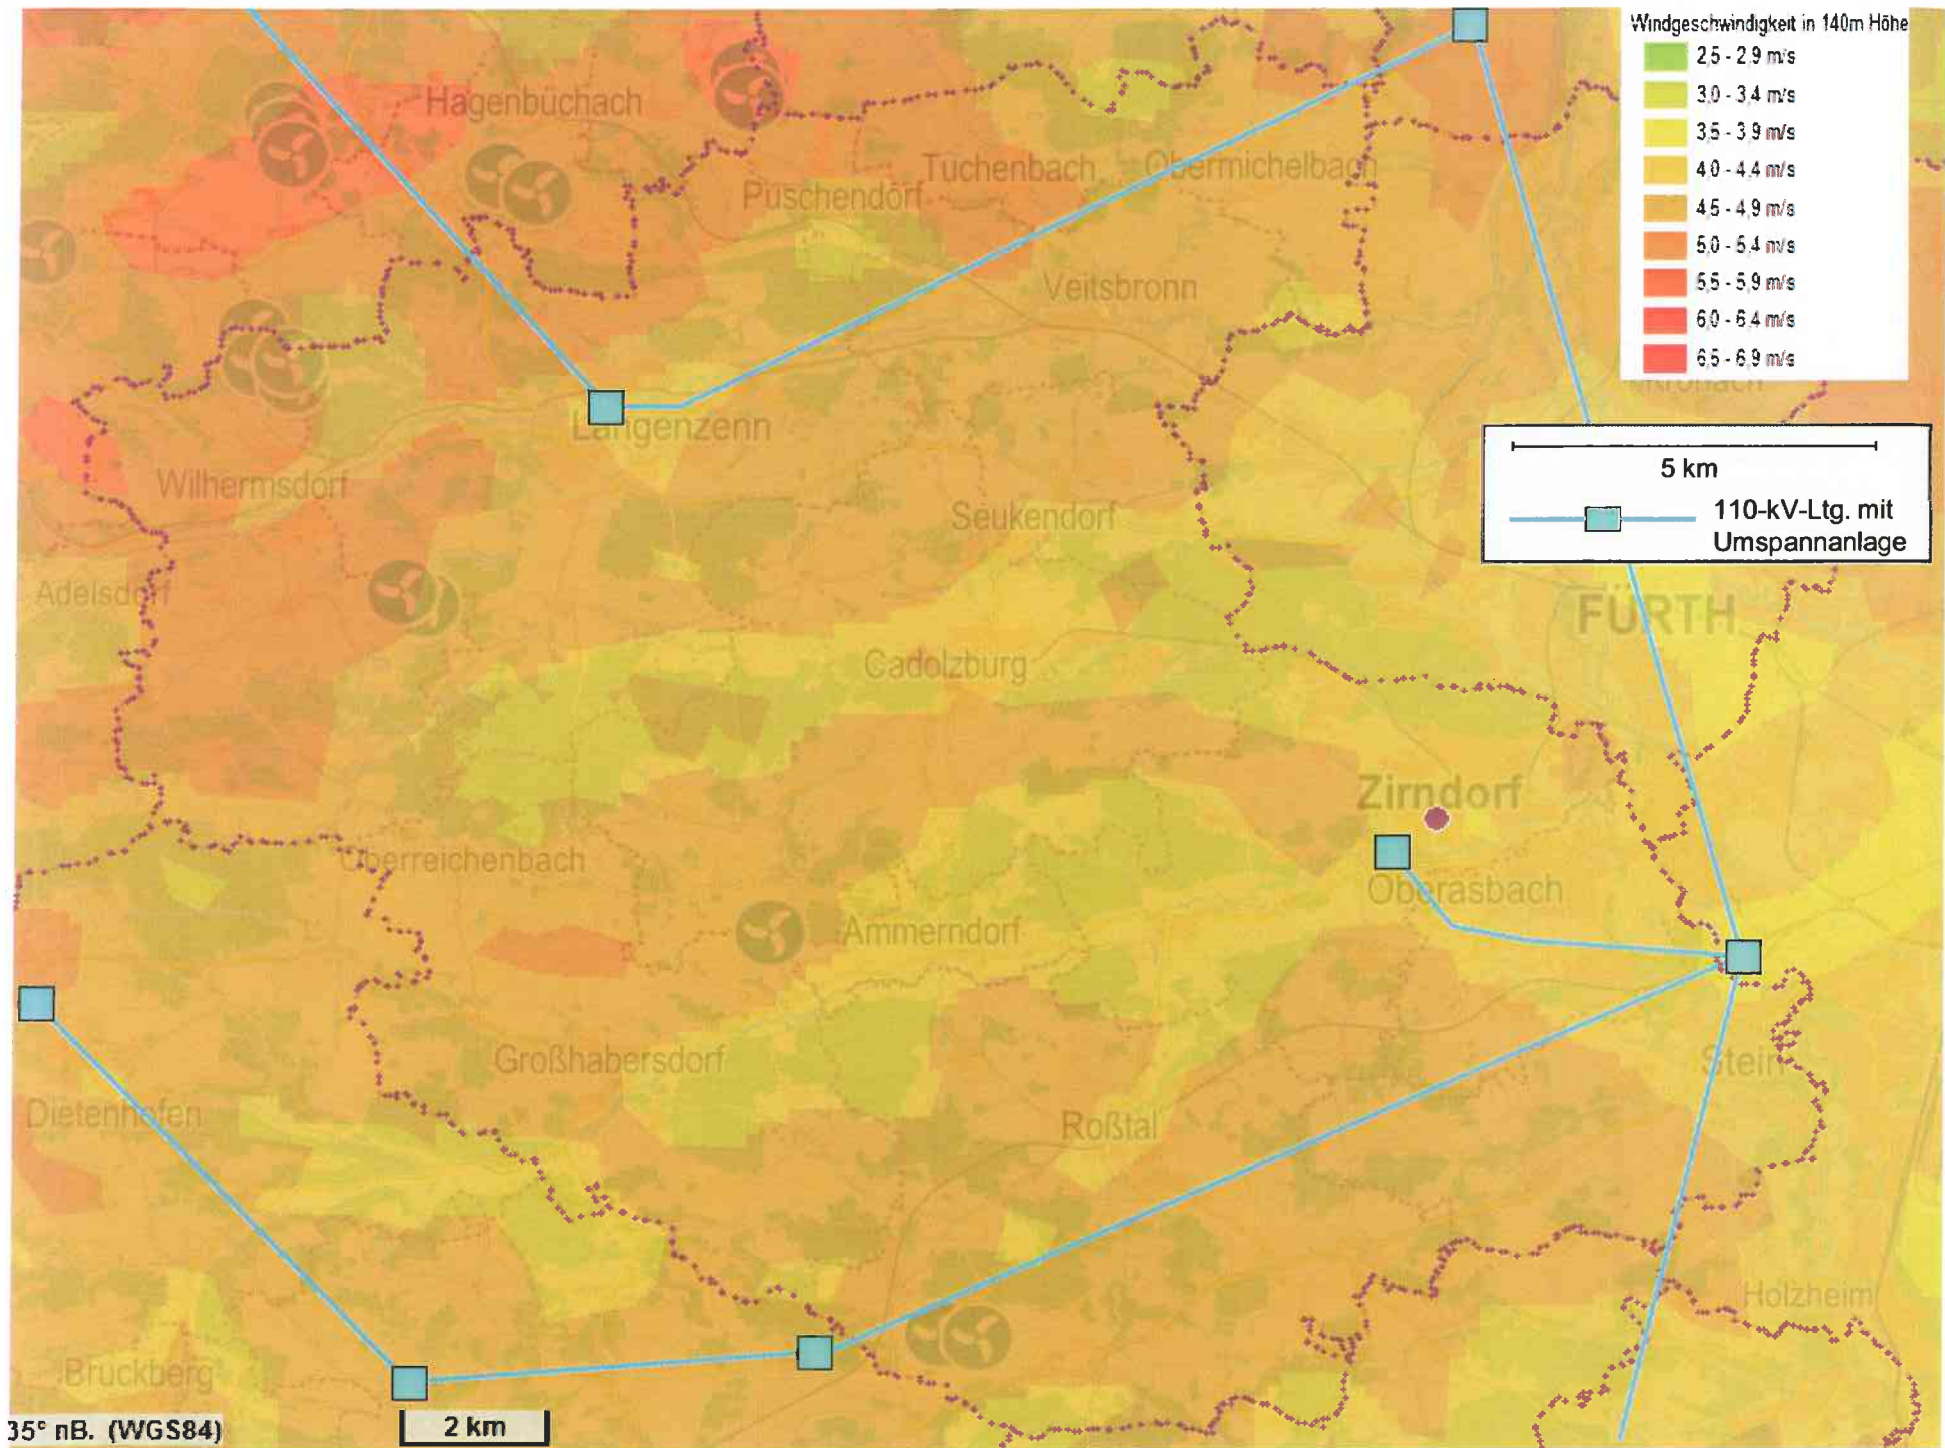 Windgeschwindigkeit in 140m Höhe
2,5 - 2.9 m/s
3,0 - 3,4 m/s
3,5 - 3,9 m/s
4,0 - 4,4 m/s
4,5 - 4,9 m/s
5,0 - 5,4 m/s
5,5 - 5,9 m/s
6,0 - 6,4 m/s
6,5 - 6,9 m/s
Hagenbüchach
Tuchenbach
Obermichelbach
Puschendorf
Veitsbronn
Langenzenn
5 km
110-kV-Ltg. mit
Umspannanlage
Wilhermsdorf
Seukendorf
Adelsdorf
FÜRTH
Cadolzburg
Zirndorf
Oberreichenbach
Oberasbach
Ammerndorf
Großhabersdorf
Stein
Dietenhofen
Roßtal
Holzheim
Bruckberg
35° nB. (WGS84)
2 km